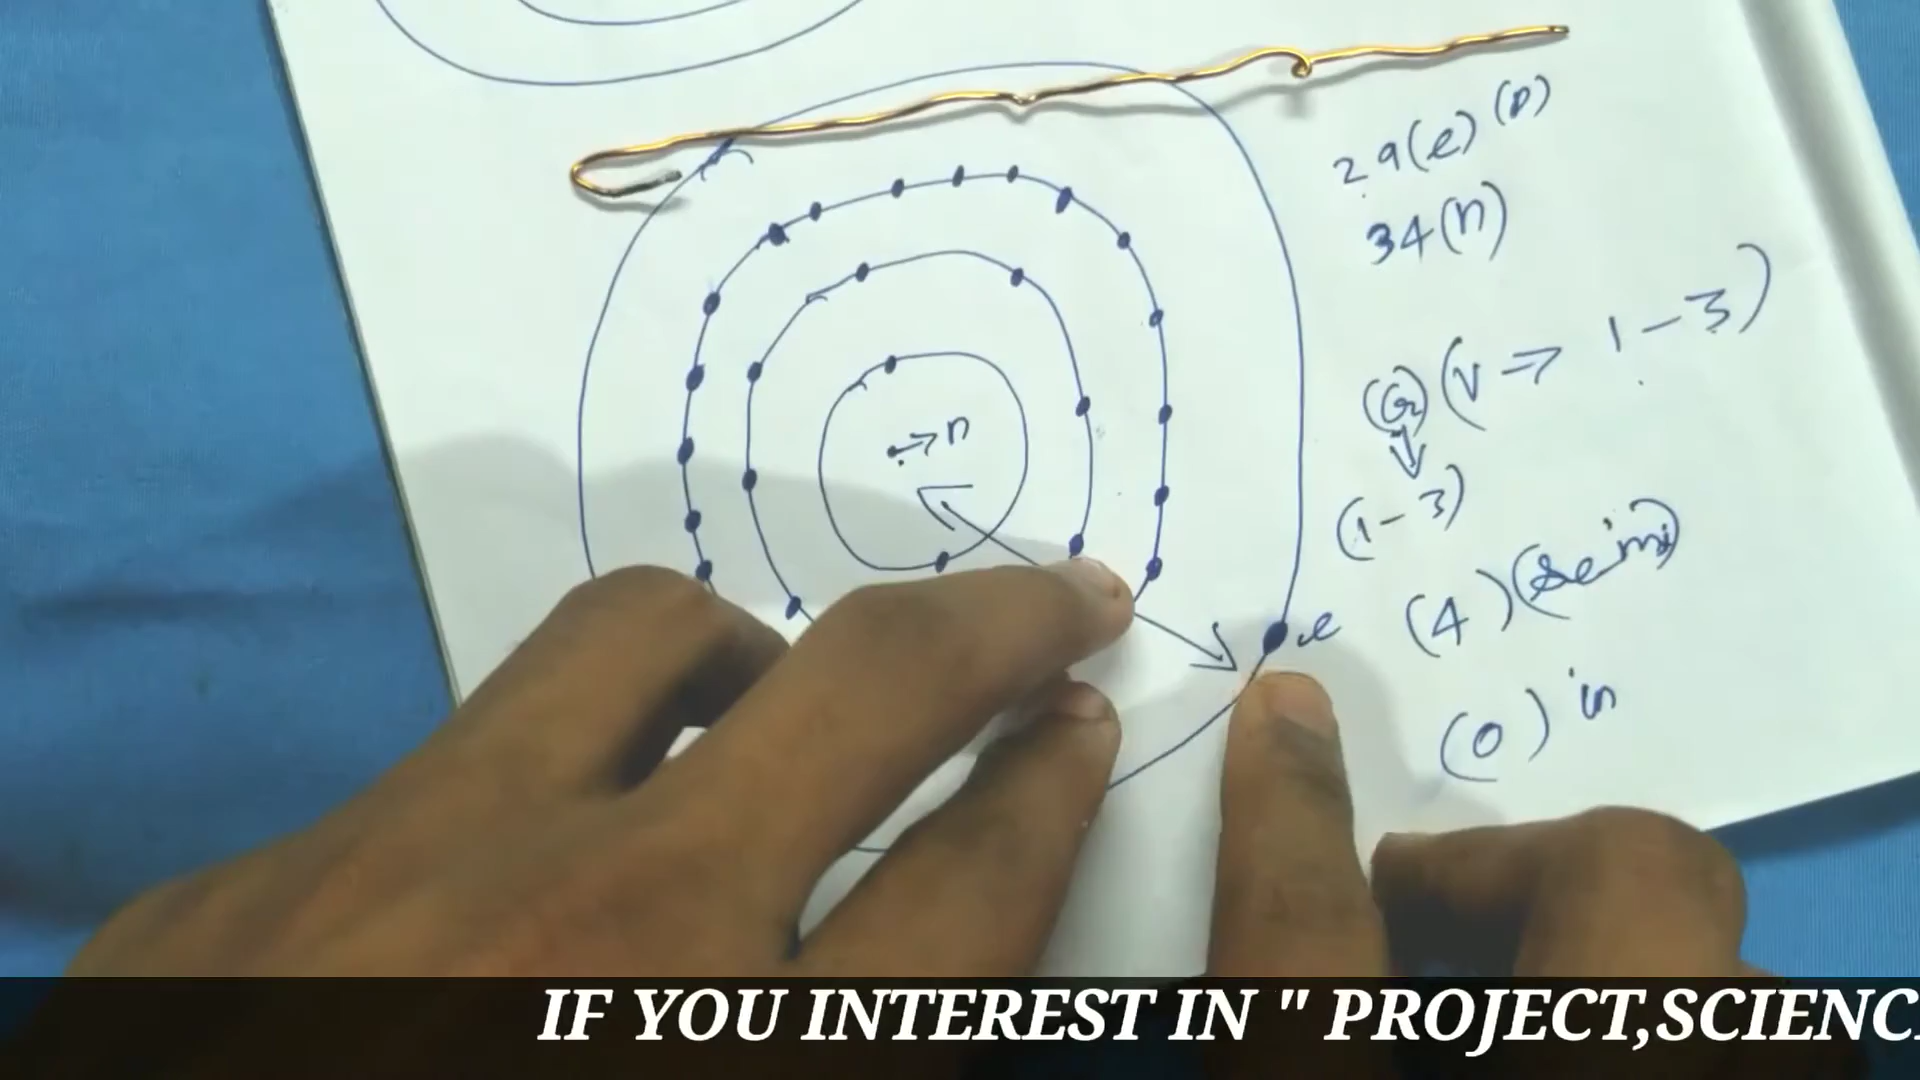 29(e)(p)
34(n)
→ n
(G)(V ⇒ 1-3)
(1-3)
e
(4)(semi)
(0) in
IF YOU INTEREST IN " PROJECT,SCIENC